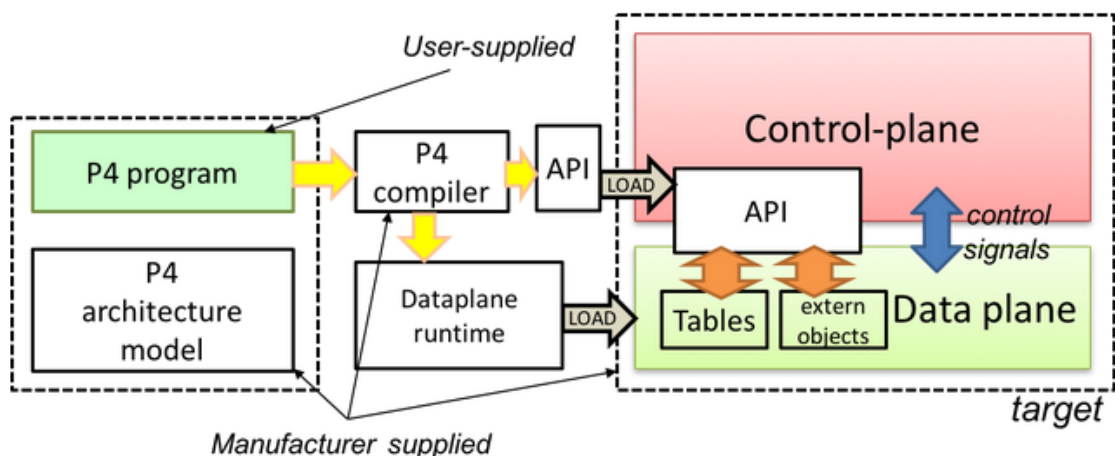 User-supplied
P4 program
P4
compiler
API
LOAD
Control-plane
API
control
signals
P4
architecture
model
Dataplane
runtime
LOAD
Tables
extern
objects
Data plane
target
Manufacturer supplied